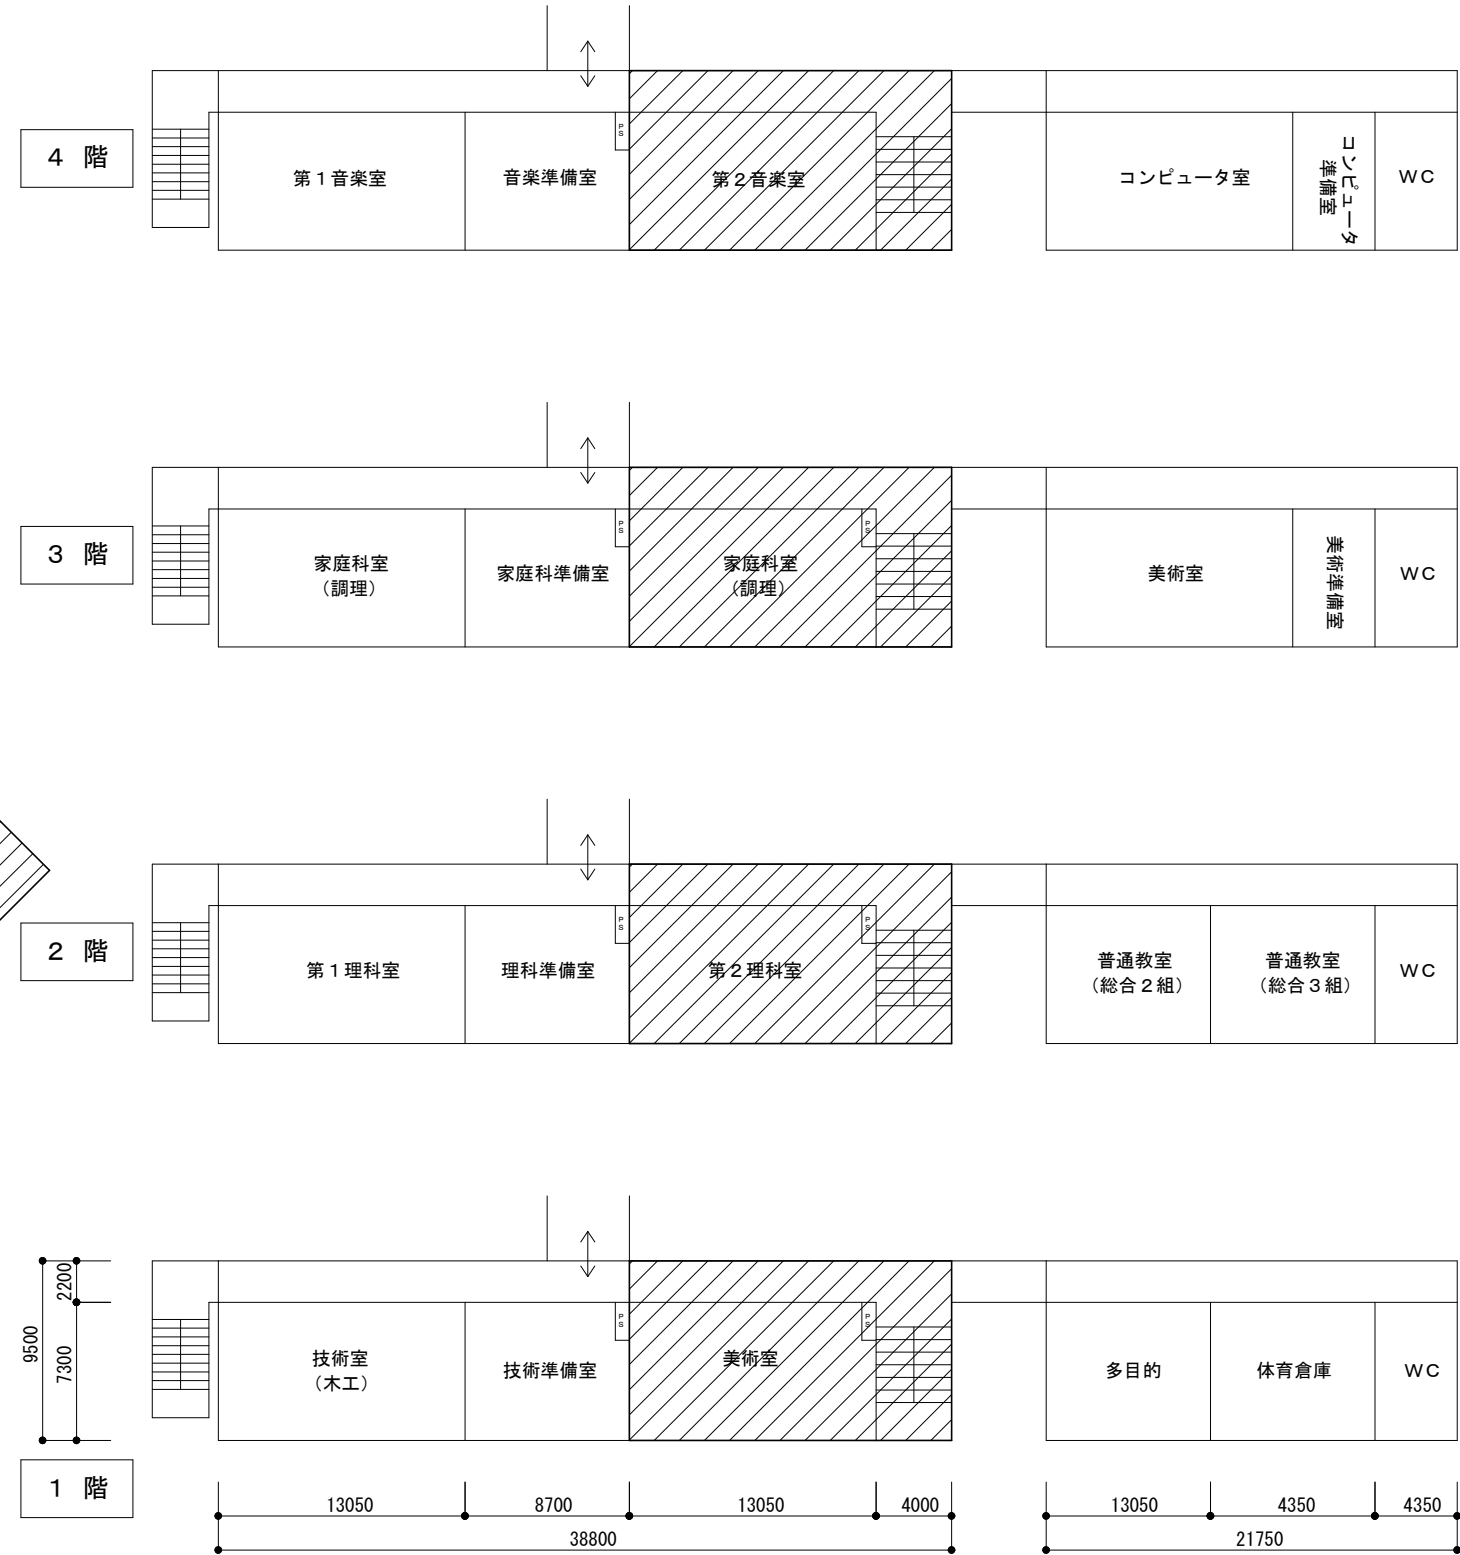 4 階
第1音楽室
音楽準備室
PS
第2音楽室
コンピュータ室
コンピュータ
準備室
WC
3 階
家庭科室
(調理)
家庭科準備室
PS
家庭科室
(調理)
PS
美術室
美術準備室
WC
2 階
第1理科室
理科準備室
PS
第2理科室
PS
普通教室
(総合2組)
普通教室
(総合3組)
WC
9500
2200
7300
技術室
(木工)
技術準備室
PS
美術室
PS
多目的
体育倉庫
WC
1 階
13050
8700
13050
4000
13050
4350
4350
38800
21750